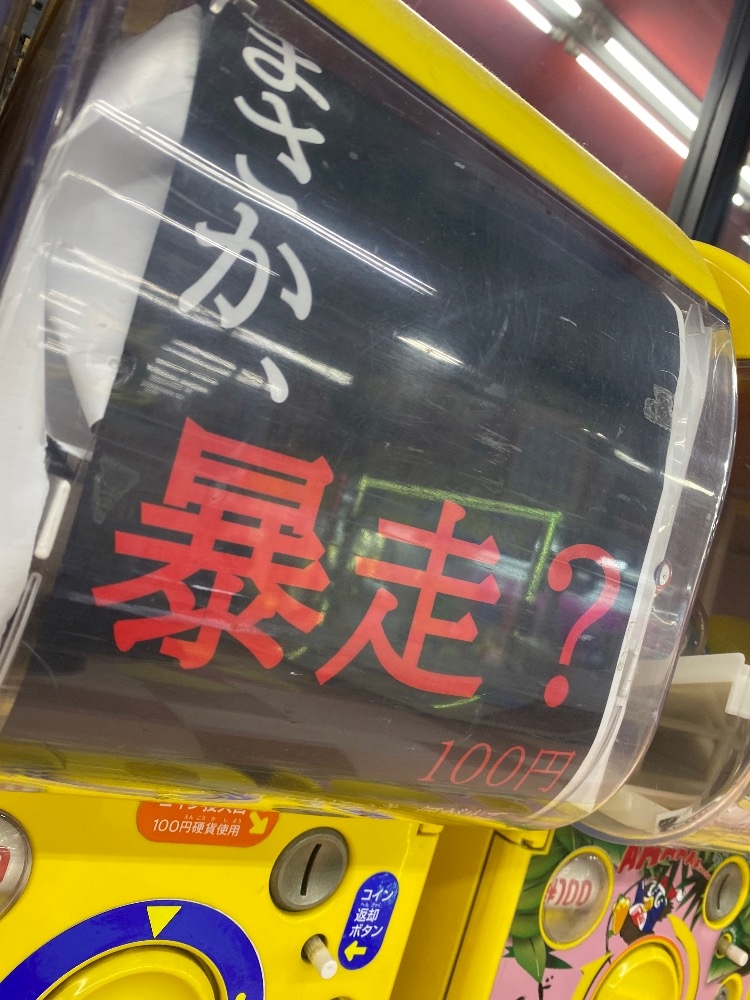 まさか、
暴走?
100円
コイン投入口
100円硬貨使用
コイン
返却
ボタン
¥100